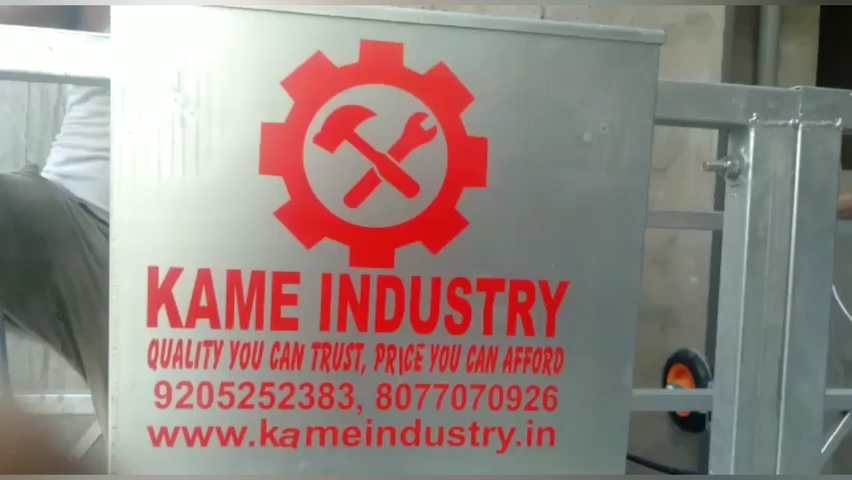 KAME INDUSTRY
QUALITY YOU CAN TRUST, PRICE YOU CAN AFFORD
9205252383, 8077070926
www.kameindustry.in